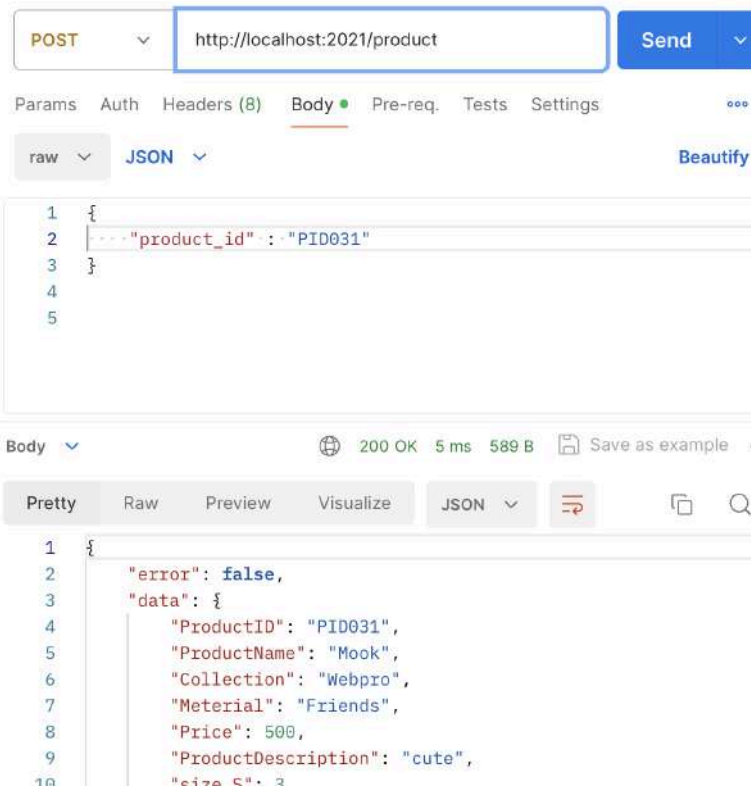 POST http://localhost:2021/product Send
Params Auth Headers (8) Body Pre-req. Tests Settings
raw JSON Beautify
1 {
2 "product_id" : "PID031"
3 }
4
5
Body 200 OK 5 ms 589 B Save as example
Pretty Raw Preview Visualize JSON
1 {
2 "error": false,
3 "data": {
4 "ProductID": "PID031",
5 "ProductName": "Mook",
6 "Collection": "Webpro",
7 "Meterial": "Friends",
8 "Price": 500,
9 "ProductDescription": "cute",
10 "size_S": 3